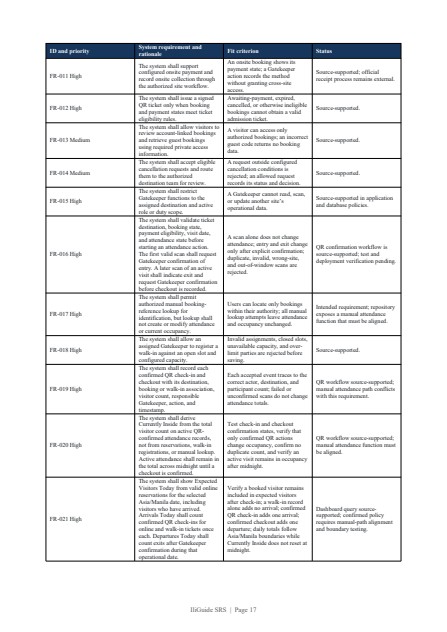 ID and priority
System requirement and
rationale
Fit criterion
Status
FR-011 High
The system shall support
configured onsite payment and
record onsite collection through
the authorized site workflow.
An onsite booking shows its
payment state; a Gatekeeper
action records the method
without granting cross-site
access.
Source-supported; official
receipt process remains external.
FR-012 High
The system shall issue a signed
QR ticket only when booking
and payment states meet ticket
eligibility rules.
Awaiting-payment, expired,
cancelled, or otherwise ineligible
bookings cannot obtain a valid
admission ticket.
Source-supported.
FR-013 Medium
The system shall allow visitors to
review account-linked bookings
and retrieve guest bookings
using required private access
information.
A visitor can access only
authorized bookings; an incorrect
guest code returns no booking
data.
Source-supported.
FR-014 Medium
The system shall accept eligible
cancellation requests and route
them to the authorized
destination team for review.
A request outside configured
cancellation conditions is
rejected; an allowed request
records its status and decision.
Source-supported.
FR-015 High
The system shall restrict
Gatekeeper functions to the
assigned destination and active
role or duty scope.
A Gatekeeper cannot read, scan,
or update another site's
operational data.
Source-supported in application
and database policies.
FR-016 High
The system shall validate ticket
destination, booking state,
payment eligibility, visit date,
and attendance state before
starting an attendance action.
The first valid scan shall request
Gatekeeper confirmation of
entry. A later scan of an active
visit shall indicate exit and
request Gatekeeper confirmation
before checkout is recorded.
A scan alone does not change
attendance; entry and exit change
only after explicit confirmation;
duplicate, invalid, wrong-site,
and out-of-window scans are
rejected.
QR confirmation workflow is
source-supported; test and
deployment verification pending.
FR-017 High
The system shall permit
authorized manual booking-
reference lookup for
identification, but lookup shall
not create or modify attendance
or current occupancy.
Users can locate only bookings
within their authority; all manual
lookup attempts leave attendance
and occupancy unchanged.
Intended requirement; repository
exposes a manual attendance
function that must be aligned.
FR-018 High
The system shall allow an
assigned Gatekeeper to register a
walk-in against an open slot and
configured capacity.
Invalid assignments, closed slots,
unavailable capacity, and over-
limit parties are rejected before
saving.
Source-supported.
FR-019 High
The system shall record each
confirmed QR check-in and
checkout with its destination,
booking or walk-in association,
visitor count, responsible
Gatekeeper, action, and
timestamp.
Each accepted event traces to the
correct actor, destination, and
participant count; failed or
unconfirmed scans do not change
attendance totals.
QR workflow source-supported;
manual attendance path conflicts
with this requirement.
FR-020 High
The system shall derive
Currently Inside from the total
visitor count on active QR-
confirmed attendance records,
not from reservations, walk-in
registrations, or manual lookup.
Active attendance shall remain in
the total across midnight until a
checkout is confirmed.
Test check-in and checkout
confirmation states, verify that
only confirmed QR actions
change occupancy, confirm no
duplicate count, and verify an
active visit remains in occupancy
after midnight.
QR workflow source-supported;
manual attendance function must
be aligned.
FR-021 High
The system shall show Expected
Visitors Today from valid online
reservations for the selected
Asia/Manila date, including
visitors who have arrived.
Arrivals Today shall count
confirmed QR check-ins for
online and walk-in tickets once
each. Departures Today shall
count exits after Gatekeeper
confirmation during that
operational date.
Verify a booked visitor remains
included in expected visitors
after check-in; a walk-in record
alone adds no arrival; confirmed
QR check-in adds one arrival;
confirmed checkout adds one
departure; daily totals follow
Asia/Manila boundaries while
Currently Inside does not reset at
midnight.
Dashboard query source-
supported; confirmed policy
requires manual-path alignment
and boundary testing.
IliGuide SRS | Page 17